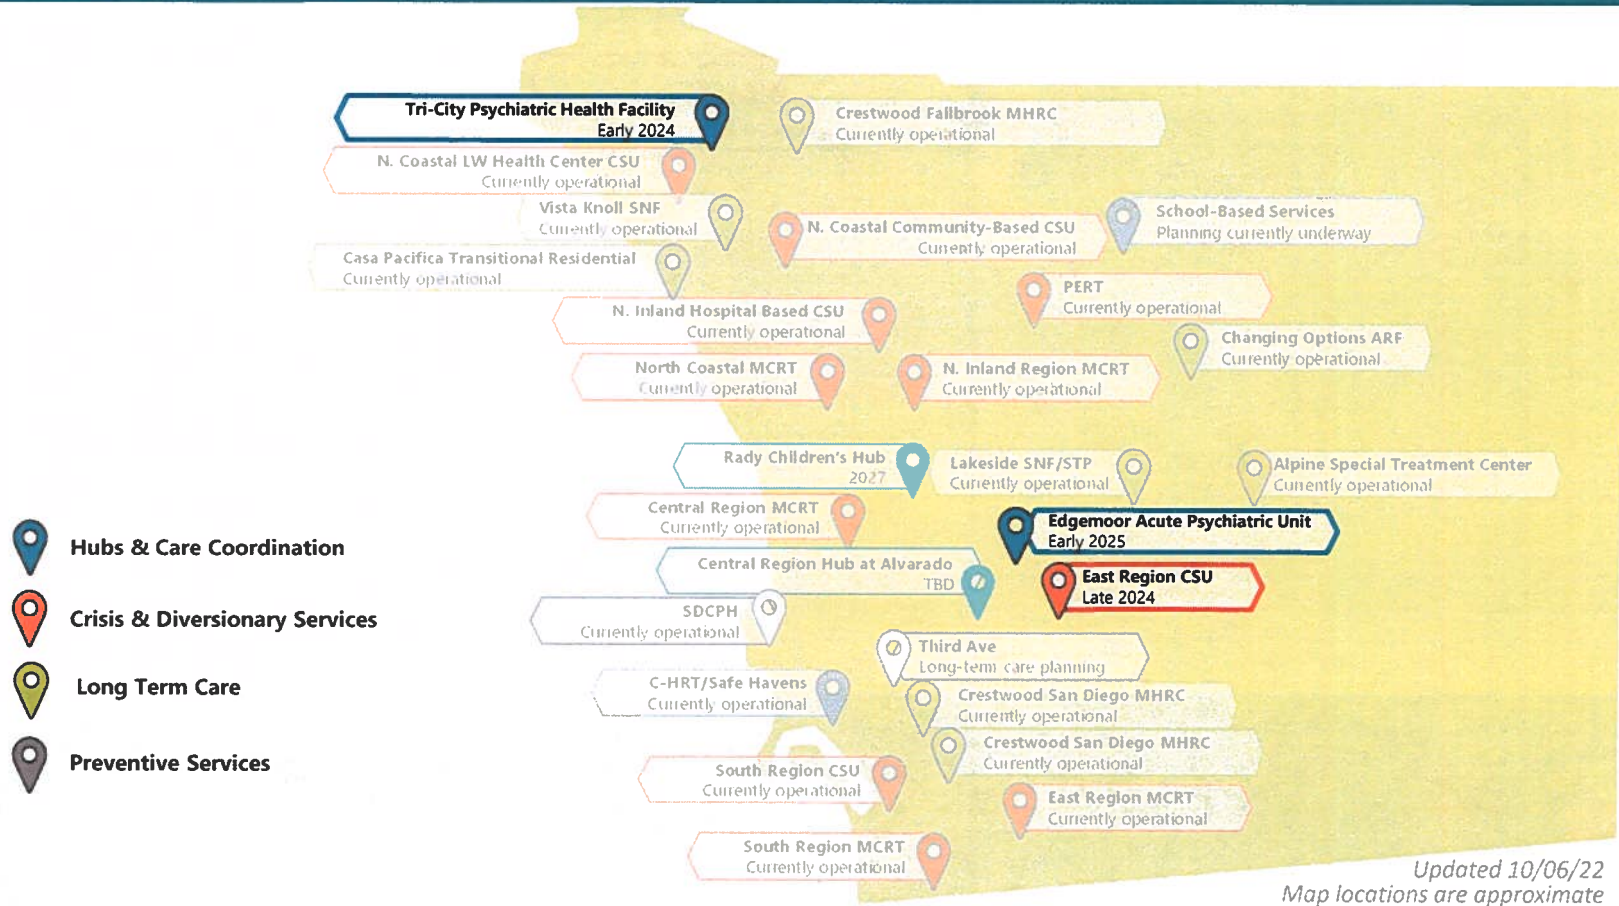 Tri-City Psychiatric Health Facility
Early 2024
Crestwood Fallbrook MHRC
Currently operational
N. Coastal LW Health Center CSU
Currently operational
Vista Knoll SNF
Currently operational
N. Coastal Community-Based CSU
Currently operational
School-Based Services
Planning currently underway
Casa Pacifica Transitional Residential
Currently operational
PERT
Currently operational
N. Inland Hospital Based CSU
Currently operational
Changing Options ARF
Currently operational
North Coastal MCRT
Currently operational
N. Inland Region MCRT
Currently operational
Rady Children's Hub
2027
Lakeside SNF/STP
Currently operational
Alpine Special Treatment Center
Currently operational
Central Region MCRT
Currently operational
Edgemoor Acute Psychiatric Unit
Early 2025
Central Region Hub at Alvarado
TBD
East Region CSU
Late 2024
SDCPH
Currently operational
Third Ave
Long-term care planning
C-HRT/Safe Havens
Currently operational
Crestwood San Diego MHRC
Currently operational
Crestwood San Diego MHRC
Currently operational
South Region CSU
Currently operational
East Region MCRT
Currently operational
South Region MCRT
Currently operational
Hubs & Care Coordination
Crisis & Diversionary Services
Long Term Care
Preventive Services
Updated 10/06/22
Map locations are approximate